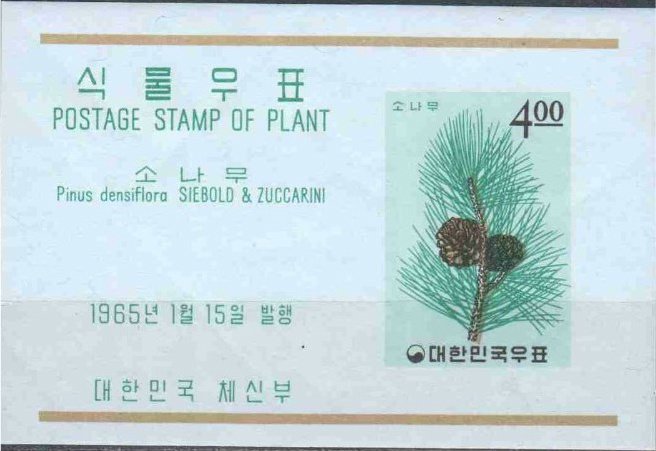 식물우표
POSTAGE STAMP OF PLANT
소나무
Pinus densiflora SIEBOLD & ZUCCARINI
1965년 1월 15일 발행
대한민국 체신부
소나무
4.00
대한민국우표